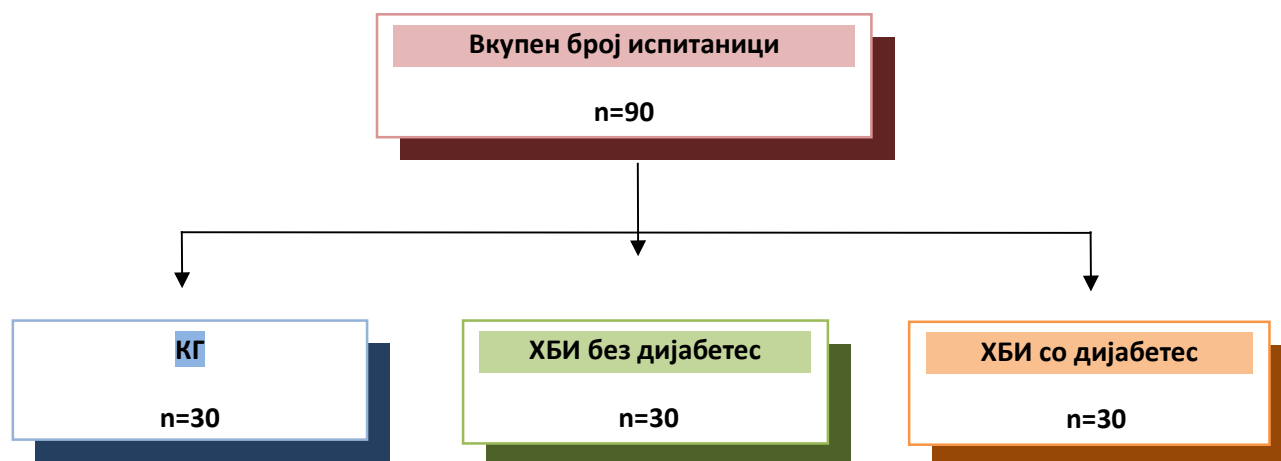 Вкупен број испитаници
n=90
КГ
n=30
ХБИ без дијабетес
n=30
ХБИ со дијабетес
n=30